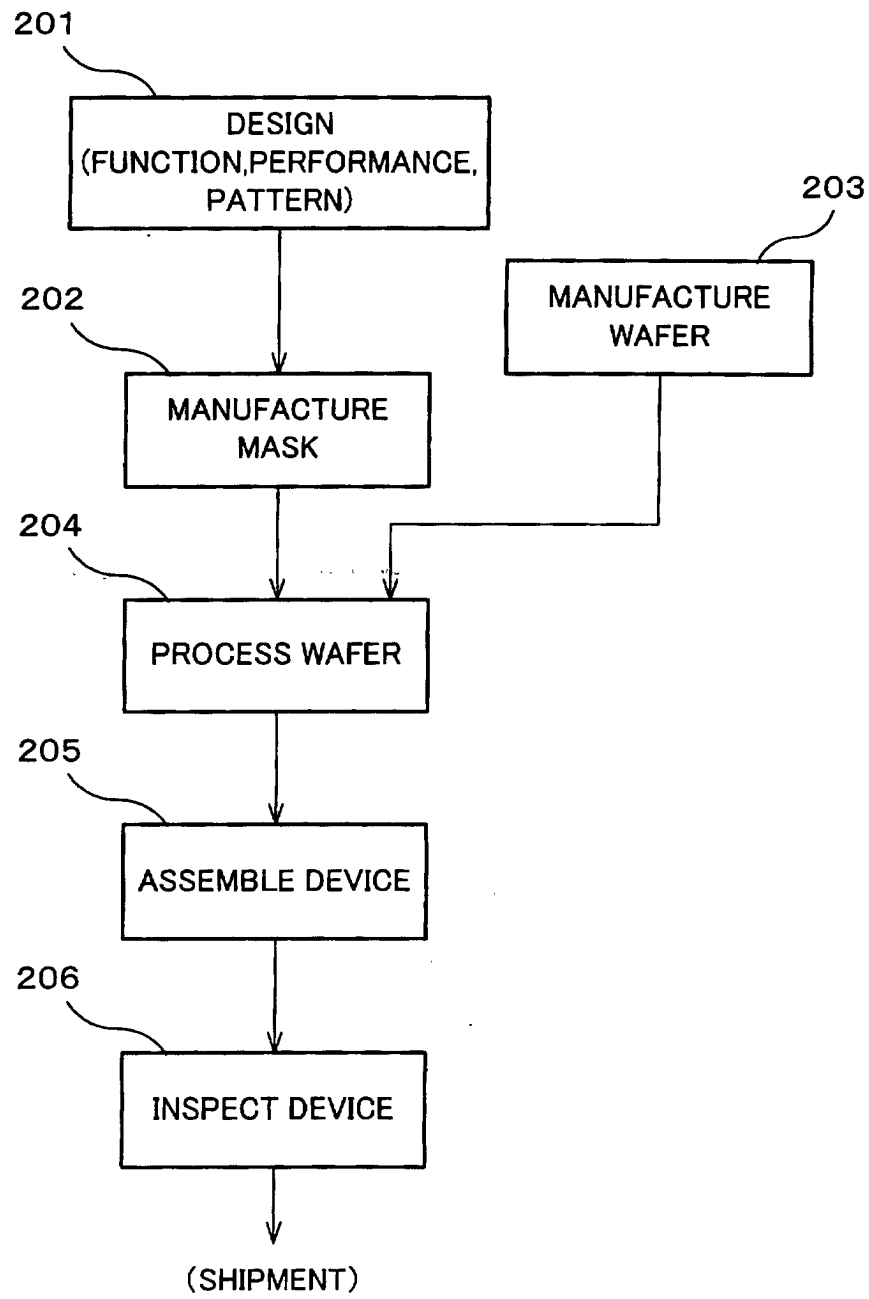 201
DESIGN
(FUNCTION,PERFORMANCE,
PATTERN)
203
MANUFACTURE
WAFER
202
MANUFACTURE
MASK
204
PROCESS WAFER
205
ASSEMBLE DEVICE
206
INSPECT DEVICE
(SHIPMENT)